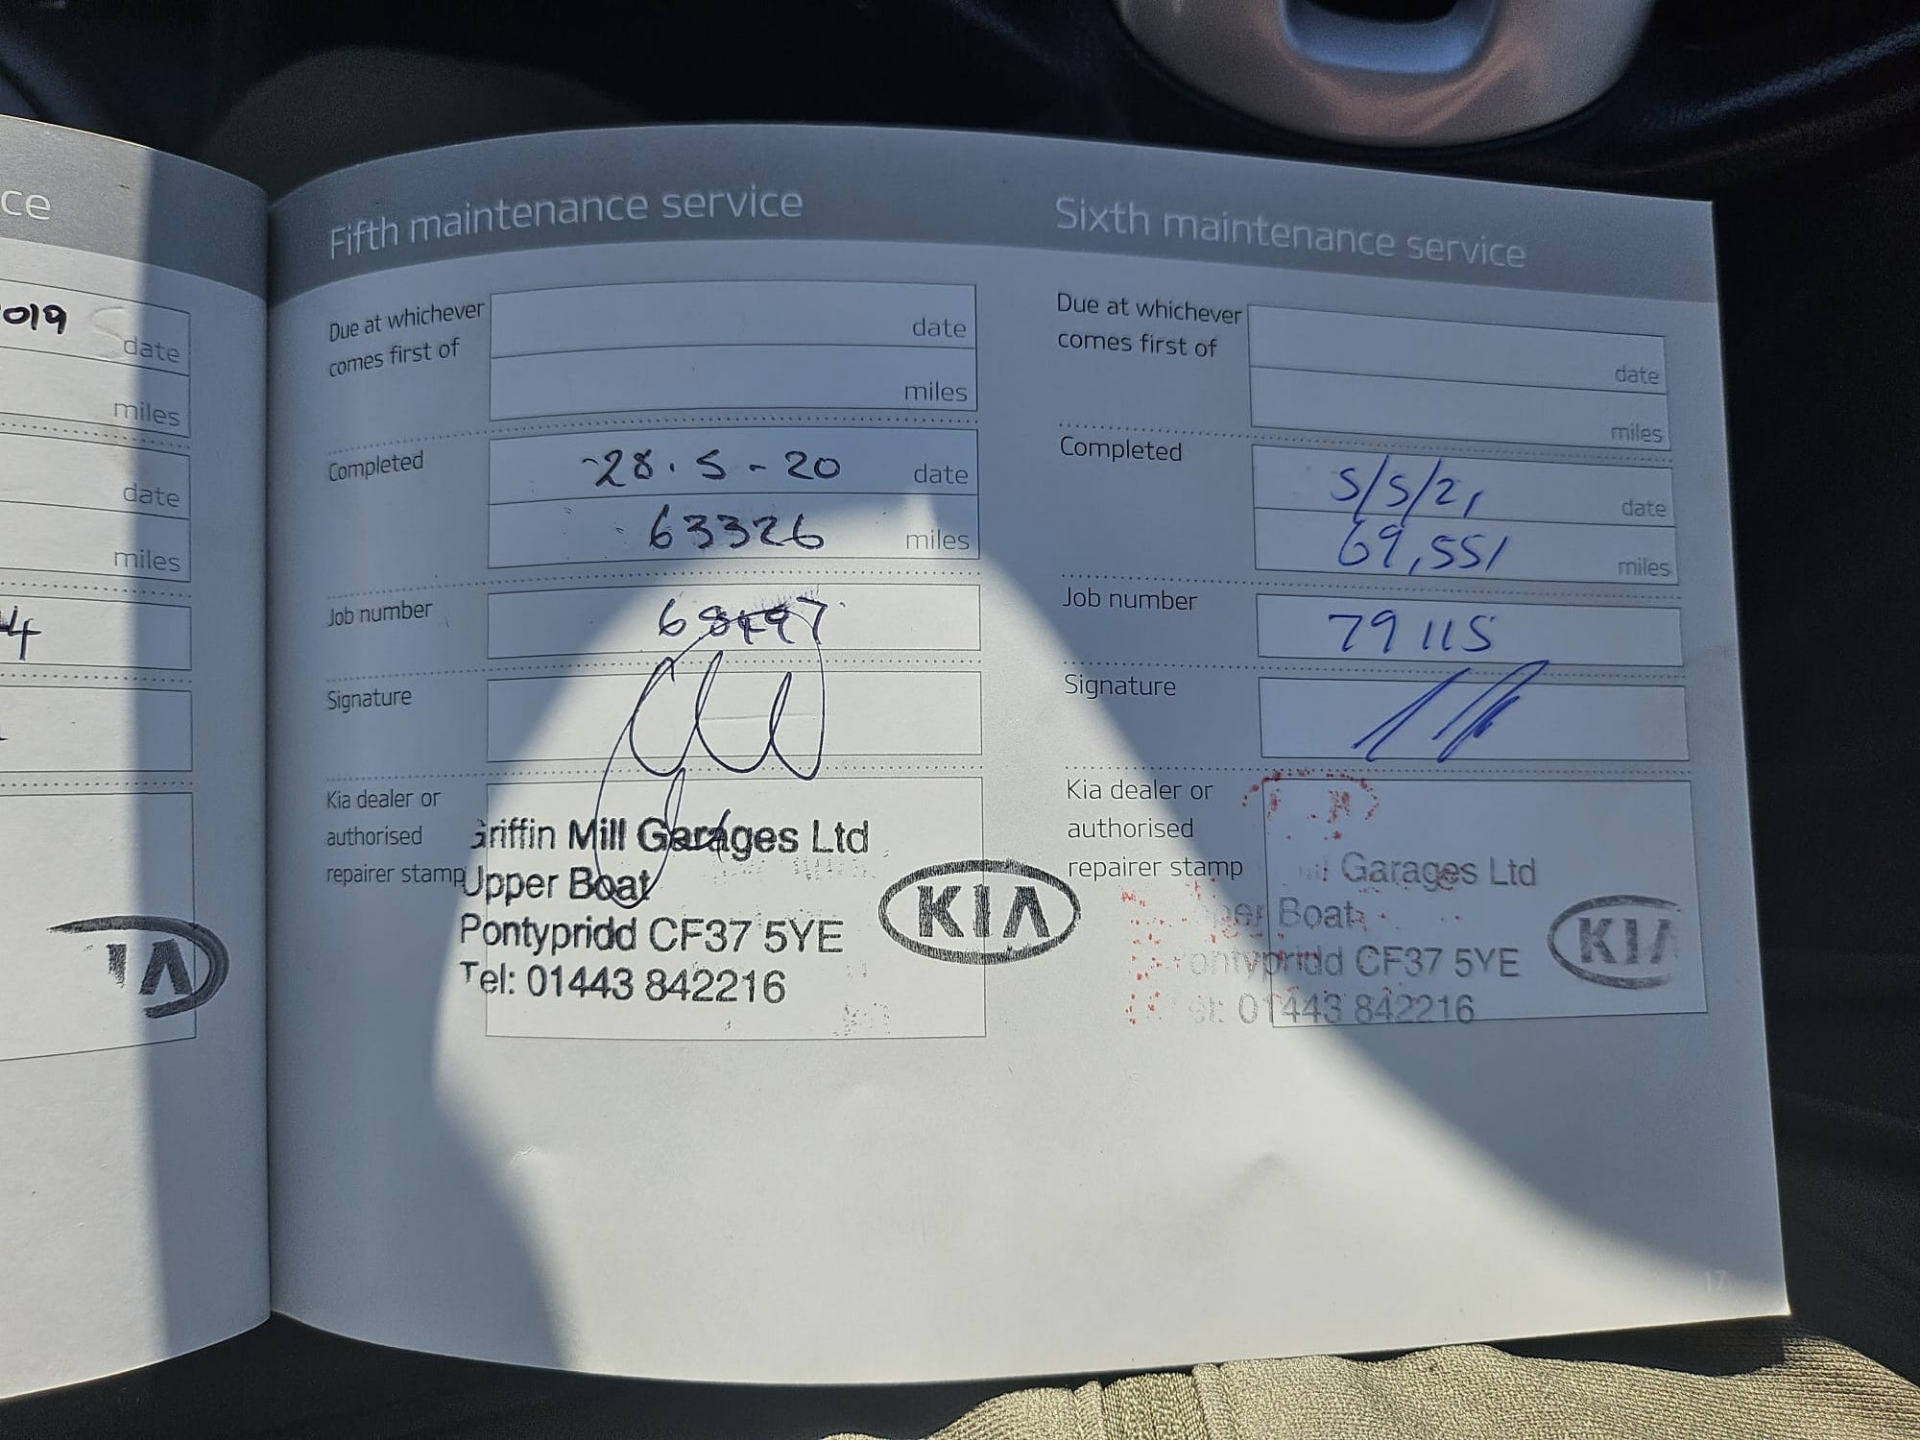 ce
019
date
miles
date
miles
4
KIA
Fifth maintenance service
Due at whichever
comes first of
date
miles
Completed
28.5-20 date
63326 miles
Job number
Signature
Kia dealer or
authorised
repairer stamp
Griffin Mill Garages Ltd
Upper Boat
Pontypridd CF37 5YE
Tel: 01443 842216
KIA
Sixth maintenance service
Due at whichever
comes first of
date
miles
Completed
5/5/21 date
69,551 miles
Job number
79115
Signature
Kia dealer or
authorised
repairer stamp
Garages Ltd
Boat
Pontypridd CF37 5YE
Tel: 01443 842216
KIA
17